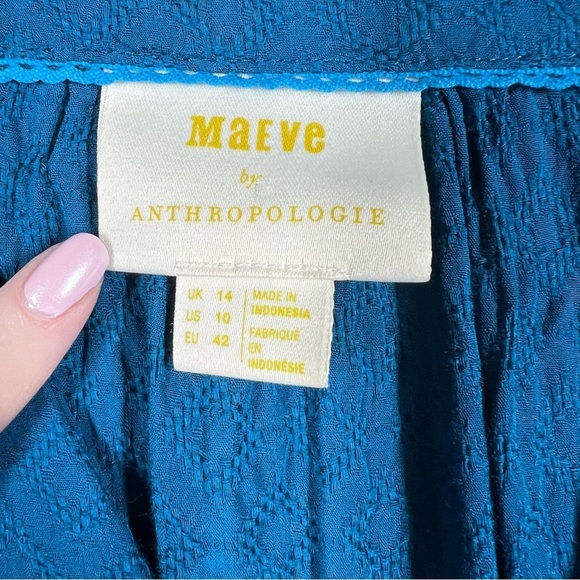 MaEve
by
ANTHROPOLOGIE
UK 14
US 10
EU 42
MADE IN
INDONESIA
FABRIQUÉ
EN
INDONÉSIE